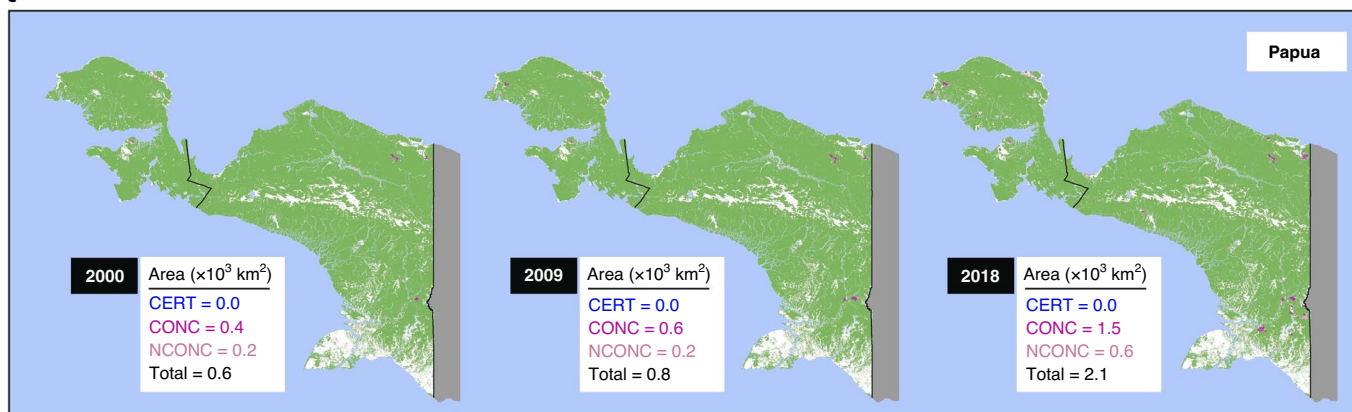 Papua
2000
Area (×10³ km²)
CERT = 0.0
CONC = 0.4
NCONC = 0.2
Total = 0.6
2009
Area (×10³ km²)
CERT = 0.0
CONC = 0.6
NCONC = 0.2
Total = 0.8
2018
Area (×10³ km²)
CERT = 0.0
CONC = 1.5
NCONC = 0.6
Total = 2.1